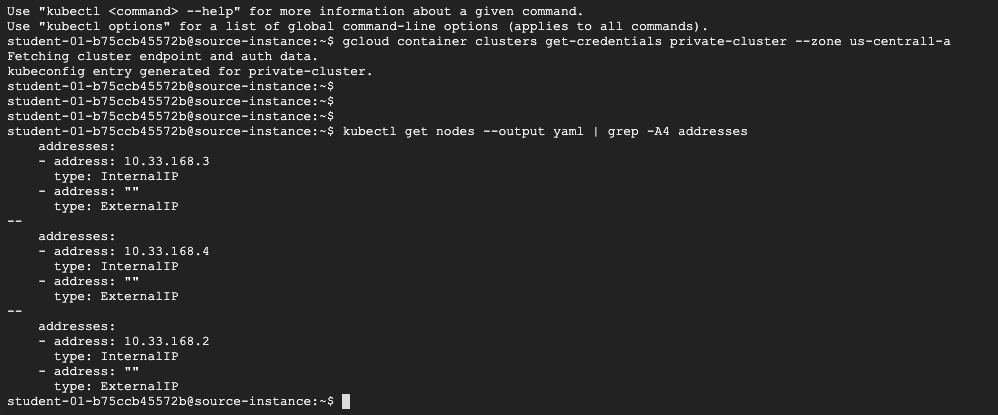 Use "kubectl <command> --help" for more information about a given command.
Use "kubectl options" for a list of global command-line options (applies to all commands).
student-01-b75ccb45572b@source-instance:~$ gcloud container clusters get-credentials private-cluster --zone us-central1-a
Fetching cluster endpoint and auth data.
kubeconfig entry generated for private-cluster.
student-01-b75ccb45572b@source-instance:~$
student-01-b75ccb45572b@source-instance:~$
student-01-b75ccb45572b@source-instance:~$
student-01-b75ccb45572b@source-instance:~$ kubectl get nodes --output yaml | grep -A4 addresses
    addresses:
    - address: 10.33.168.3
      type: InternalIP
    - address: ""
      type: ExternalIP
--
    addresses:
    - address: 10.33.168.4
      type: InternalIP
    - address: ""
      type: ExternalIP
--
    addresses:
    - address: 10.33.168.2
      type: InternalIP
    - address: ""
      type: ExternalIP
student-01-b75ccb45572b@source-instance:~$